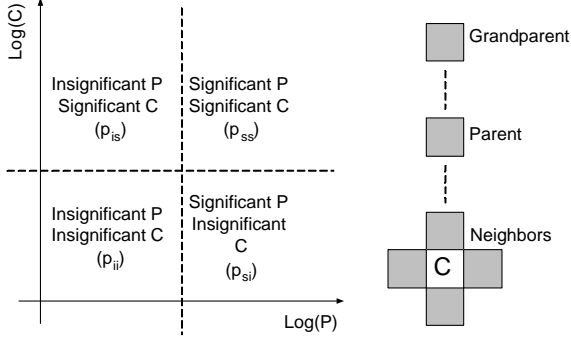 Log(C)
Insignificant P
Significant C
(p_is)
Significant P
Significant C
(p_ss)
Insignificant P
Insignificant C
(p_ii)
Significant P
Insignificant
C
(p_si)
Log(P)
Grandparent
Parent
Neighbors
C